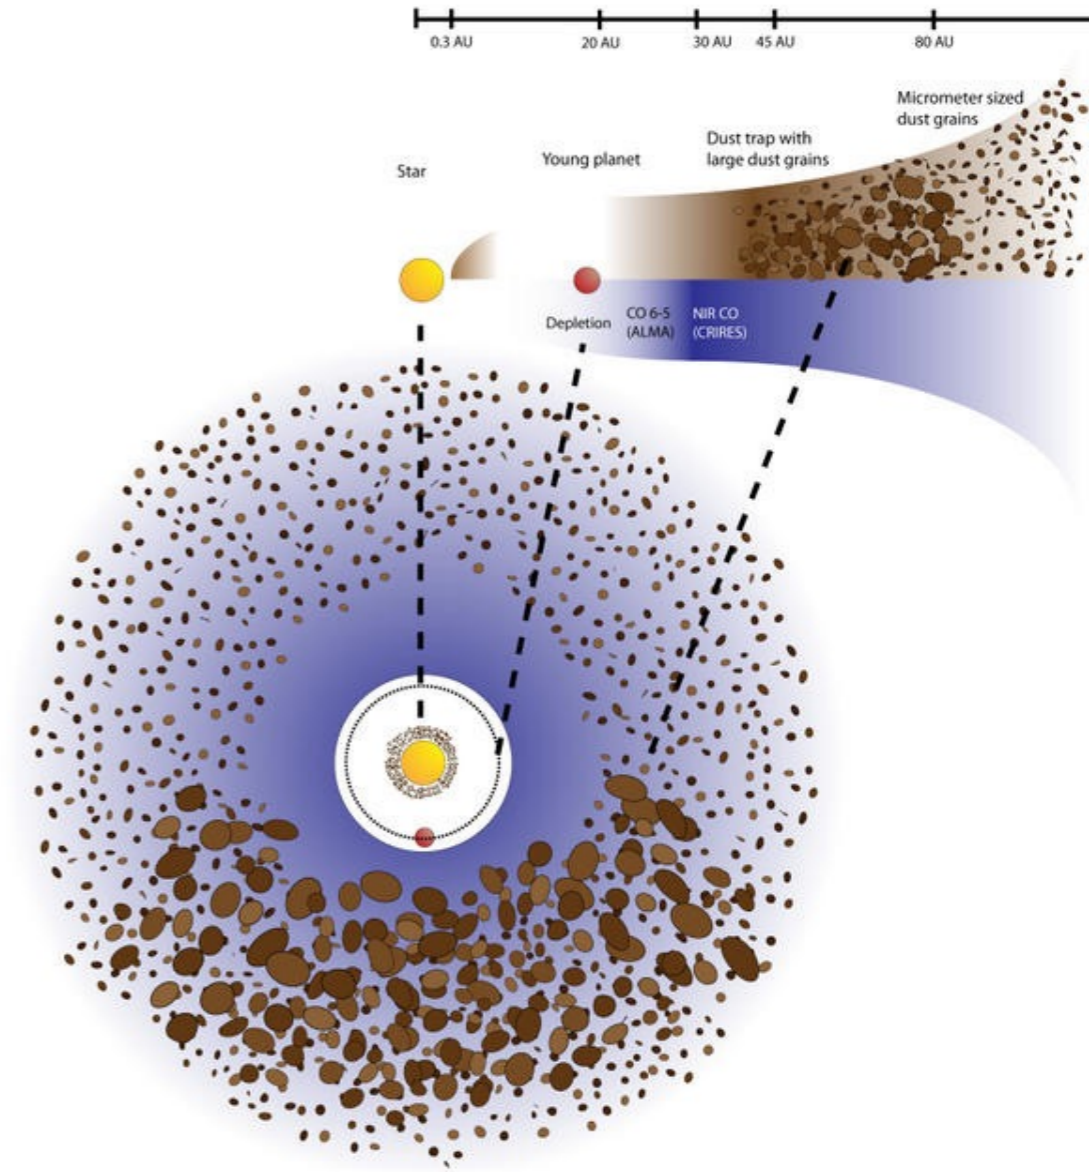 0.3 AU
20 AU
30 AU
45 AU
80 AU
Micrometer sized
dust grains
Dust trap with
large dust grains
Young planet
Star
Depletion
CO 6-5
(ALMA)
NIR CO
(CRIRES)